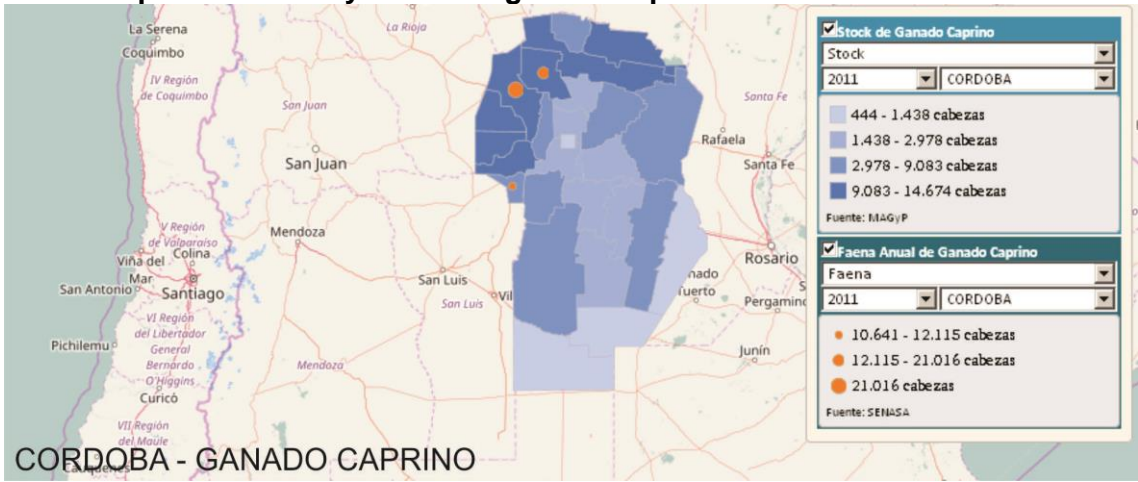 La Serena
Coquimbo
La Rioja
IV Región
de Coquimbo
San Juan
San Juan
Santa Fe
Rafaela
Santa Fe
V Región
de Valparaíso
Mendoza
Viña del
Mar
Colina
San Antonio
Santiago
San Luis
San Luis
Rosario
Pergamino
VI Región
del Libertador
General
Bernardo
O'Higgins
Pichilemu
Mendoza
Junín
Curicó
VII Región
del Maule
Cauquenes
CORDOBA - GANADO CAPRINO
Stock de Ganado Caprino
Stock
2011 CORDOBA
444 - 1.438 cabezas
1.438 - 2.978 cabezas
2.978 - 9.083 cabezas
9.083 - 14.674 cabezas
Fuente: MAGyP
Faena Anual de Ganado Caprino
Faena
2011 CORDOBA
10.641 - 12.115 cabezas
12.115 - 21.016 cabezas
21.016 cabezas
Fuente: SENASA